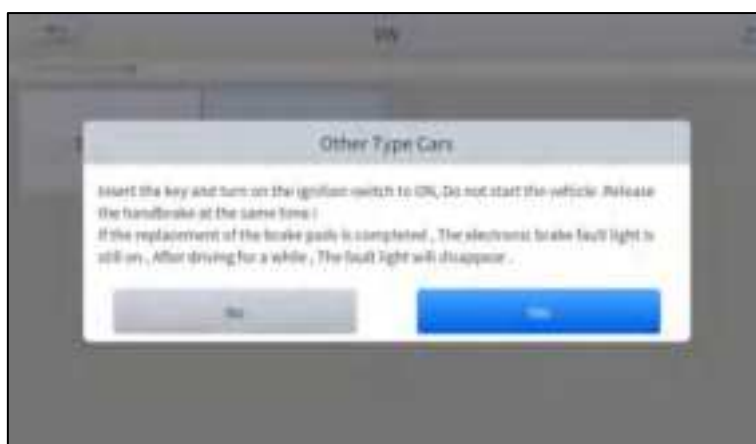 VW
Other Type Cars
Insert the key and turn on the ignition switch to ON, Do not start the vehicle .Release
the handbrake at the same time !
If the replacement of the brake pads is completed , The electronic brake fault light is
still on , After driving for a while , The fault light will disappear .
No
Yes